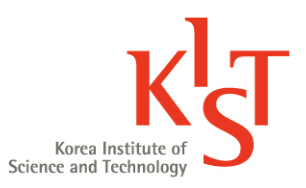 KIST
Korea Institute of
Science and Technology